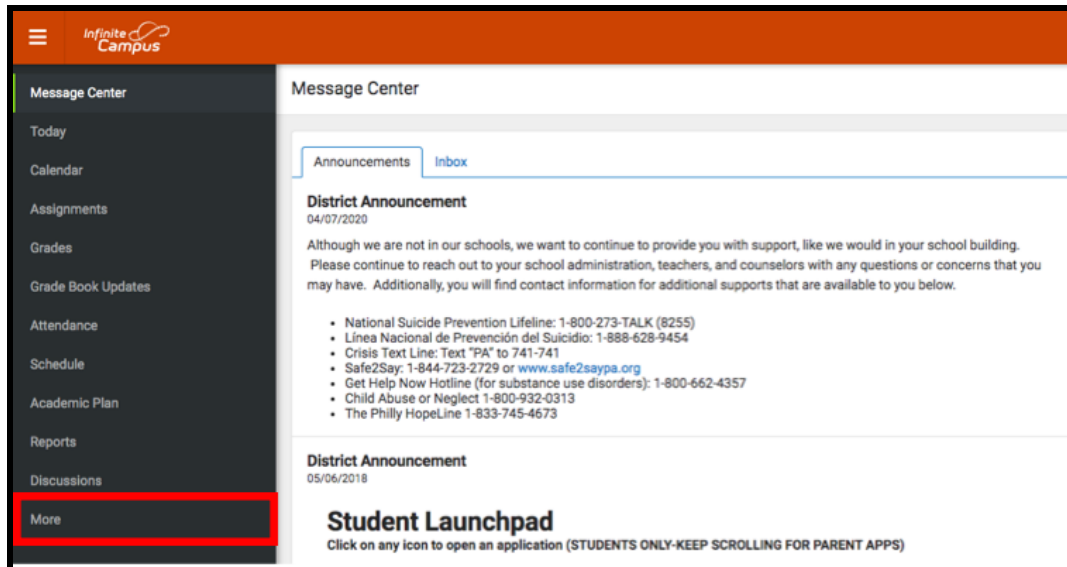 Infinite
Campus
Message Center
Today
Calendar
Assignments
Grades
Grade Book Updates
Attendance
Schedule
Academic Plan
Reports
Discussions
More
Message Center
Announcements Inbox
District Announcement
04/07/2020
Although we are not in our schools, we want to continue to provide you with support, like we would in your school building.
Please continue to reach out to your school administration, teachers, and counselors with any questions or concerns that you
may have. Additionally, you will find contact information for additional supports that are available to you below.
• National Suicide Prevention Lifeline: 1-800-273-TALK (8255)
• Línea Nacional de Prevención del Suicidio: 1-888-628-9454
• Crisis Text Line: Text "PA" to 741-741
• Safe2Say: 1-844-723-2729 or www.safe2saypa.org
• Get Help Now Hotline (for substance use disorders): 1-800-662-4357
• Child Abuse or Neglect 1-800-932-0313
• The Philly HopeLine 1-833-745-4673
District Announcement
05/06/2018
Student Launchpad
Click on any icon to open an application (STUDENTS ONLY-KEEP SCROLLING FOR PARENT APPS)